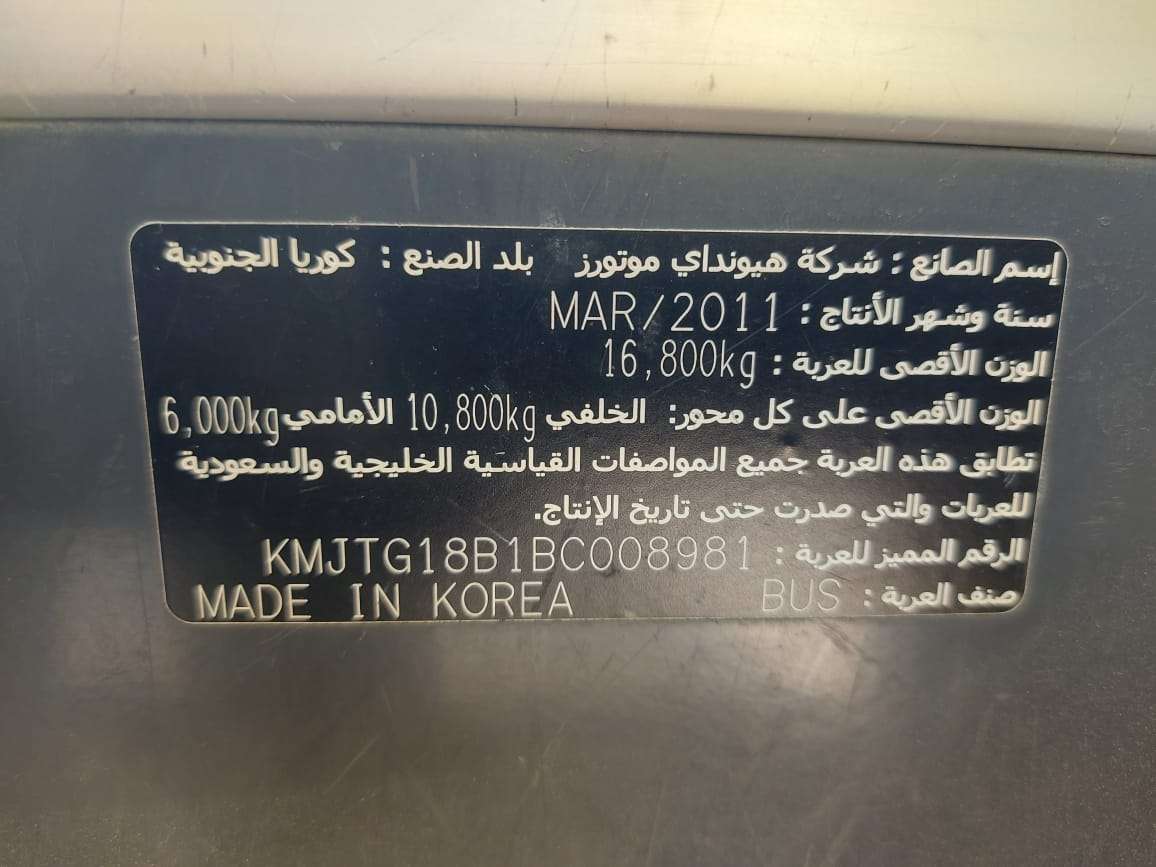 إسم الصانع : شركة هيونداي موتورز بلد الصنع : كوريا الجنوبية
سنة وشهر الأنتاج : MAR/2011
الوزن الأقصى للعربة : 16,800kg
الوزن الأقصى على كل محور: الخلفي 10,800kg الأمامي 6,000kg
تطابق هذه العربة جميع المواصفات القياسية الخليجية والسعودية
للعربات والتي صدرت حتى تاريخ الإنتاج.
الرقم المميز للعربة : KMJTG18B1BC008981
صنف العربة : BUS MADE IN KOREA